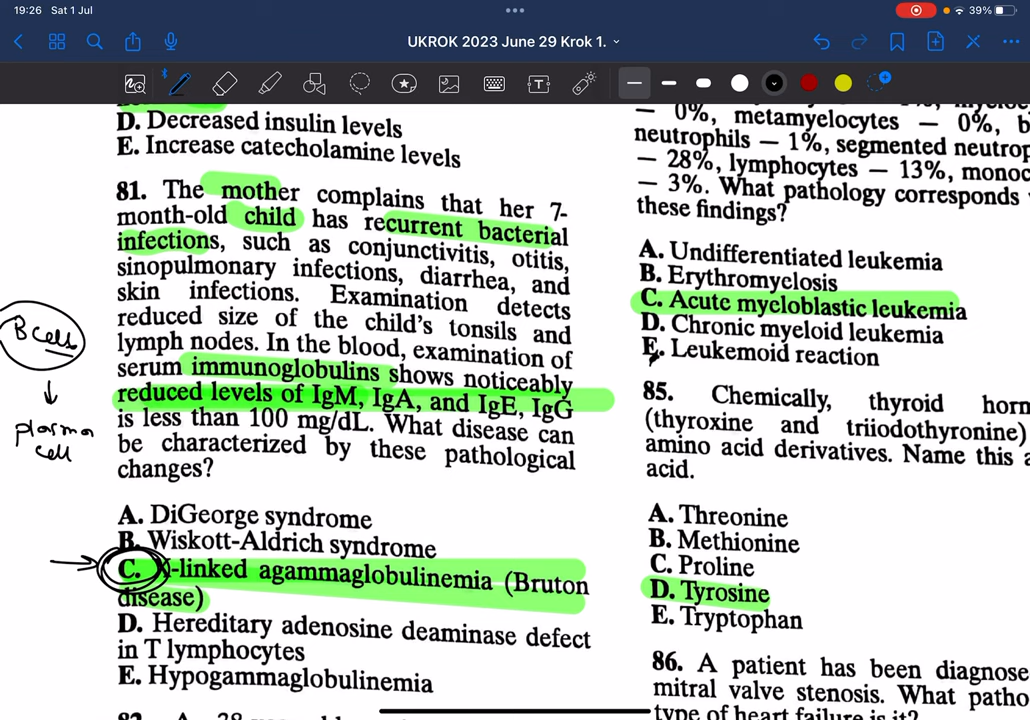 19:26 Sat 1 Jul
39%
UKROK 2023 June 29 Krok 1.
D. Decreased insulin levels
E. Increase catecholamine levels
81. The mother complains that her 7-
month-old child has recurrent bacterial
infections, such as conjunctivitis, otitis,
sinopulmonary infections, diarrhea, and
skin infections. Examination detects
reduced size of the child's tonsils and
lymph nodes. In the blood, examination of
serum immunoglobulins shows noticeably
reduced levels of IgM, IgA, and IgE, IgG
is less than 100 mg/dL. What disease can
be characterized by these pathological
changes?
A. DiGeorge syndrome
B. Wiskott-Aldrich syndrome
C. X-linked agammaglobulinemia (Bruton
disease)
D. Hereditary adenosine deaminase defect
in T lymphocytes
E. Hypogammaglobulinemia
B cells
plasma
cell
— 0%, metamyelocytes — 0%, b
neutrophils — 1%, segmented neutrop
— 28%, lymphocytes — 13%, monoc
— 3%. What pathology corresponds
these findings?
A. Undifferentiated leukemia
B. Erythromyelosis
C. Acute myeloblastic leukemia
D. Chronic myeloid leukemia
E. Leukemoid reaction
85. Chemically, thyroid horn
(thyroxine and triiodothyronine)
amino acid derivatives. Name this a
acid.
A. Threonine
B. Methionine
C. Proline
D. Tyrosine
E. Tryptophan
86. A patient has been diagnose
mitral valve stenosis. What patho
type of heart failure is it?